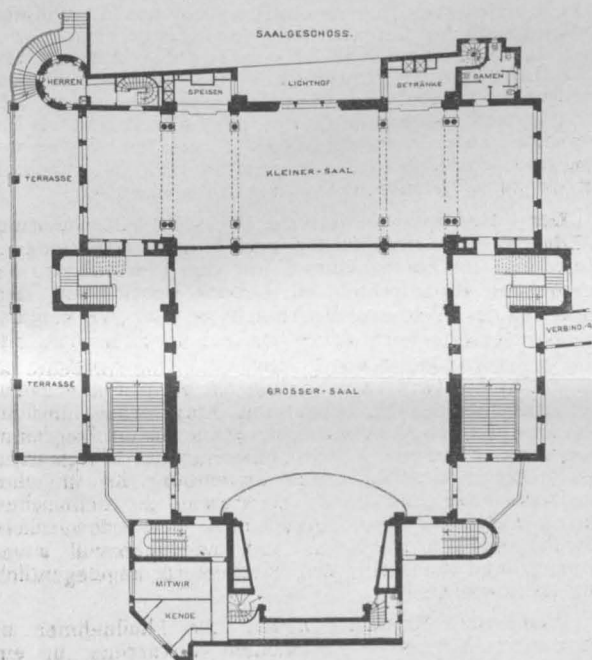 SAALGESCHOSS.
HERREN
SPEISEN
LICHTHOF
GETRÄNKE
DAMEN
TERRASSE
KLEINER-SAAL
VERBIND.-G.
TERRASSE
GROSSER-SAAL
MITWIR
KENDE